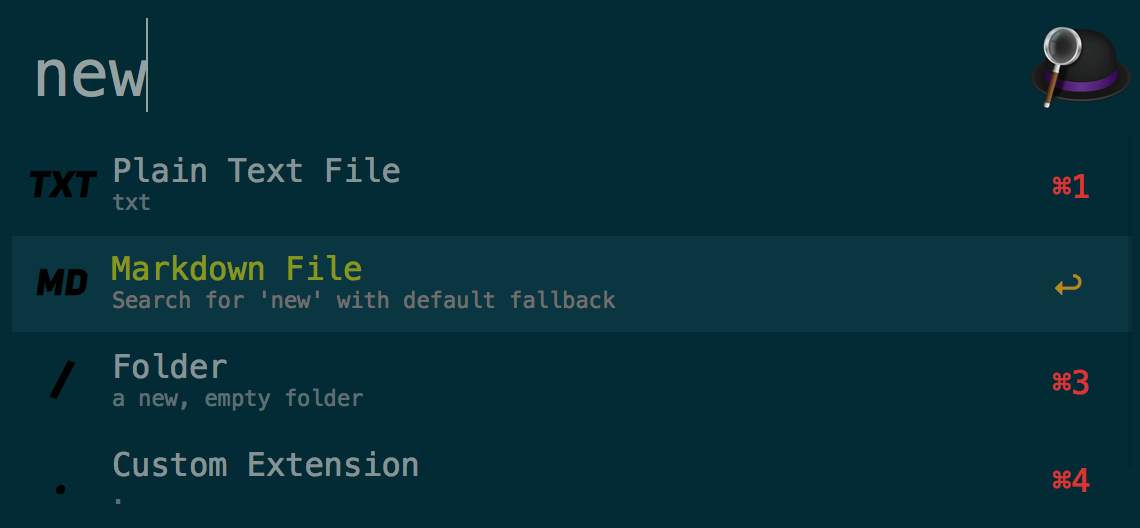 new
TXT Plain Text File ⌘1
txt
MD Markdown File ↩
Search for 'new' with default fallback
/ Folder ⌘3
a new, empty folder
. Custom Extension ⌘4
.